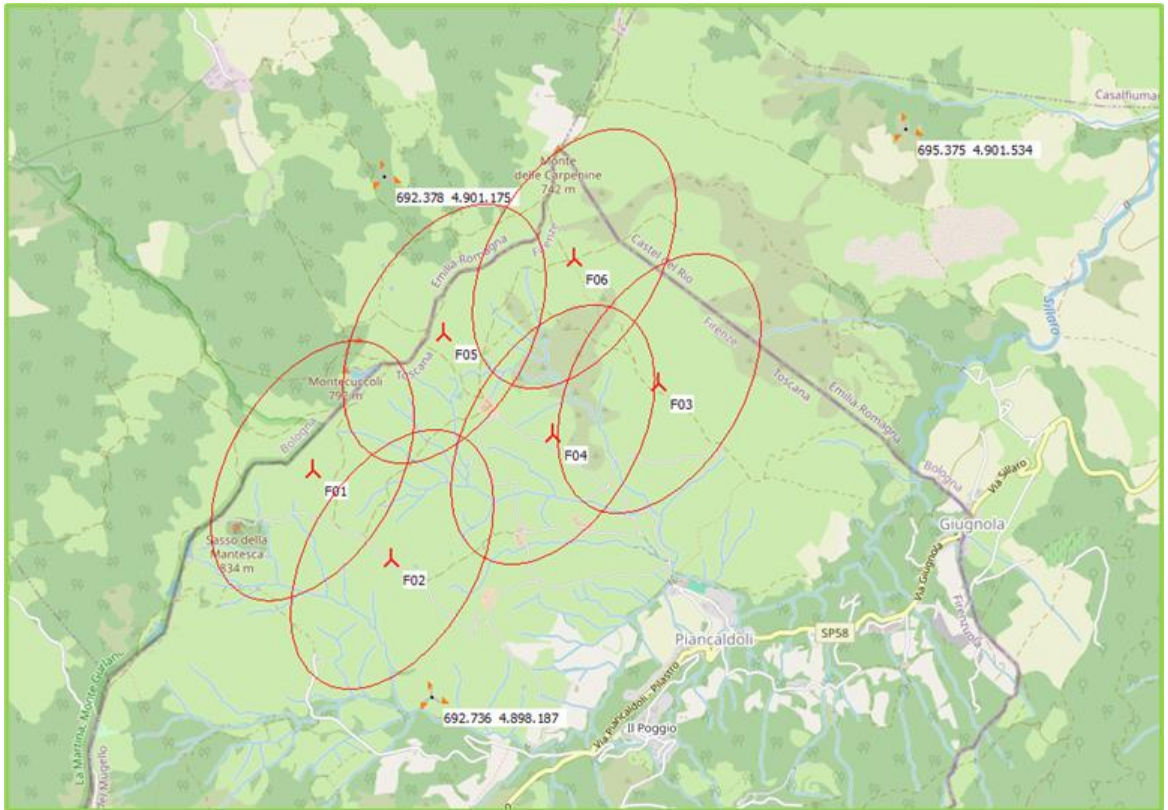 Casalfiuma
695.375 4.901.534
Monte
delle Carpenine
742 m
692.378 4.901.175
Emilia-Romagna
Firenze
Castel del Rio
F06
Sillaro
Firenze
F05
Toscana
Toscana
Emilia-Romagna
Montecuccoli
F03
Bologna
F04
F01
Bologna
Via Sillaro
Giugnola
Sasso della
Mantesca
834 m
F02
Via Giugnola
Firenzuola
Piancaldoli
SP58
La Martina, Monte Gurlano
Via Piancaldoli - Pilastro
692.736 4.898.187
Il Poggio
del Mugello